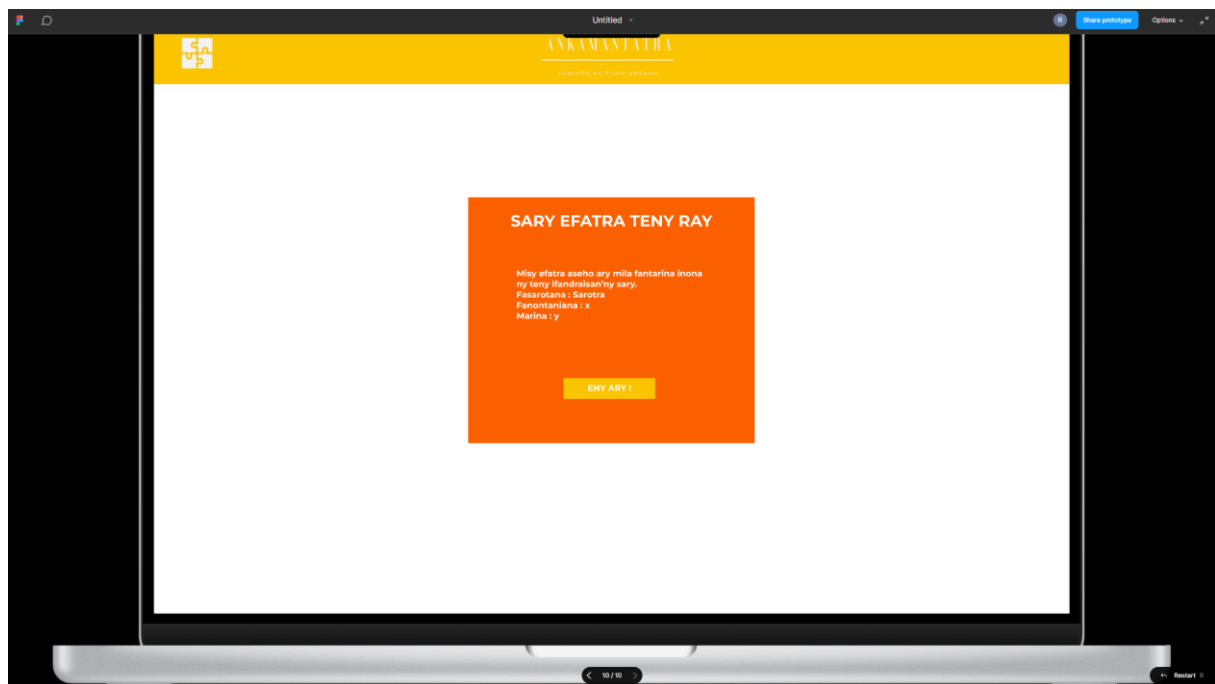 Untitled
R
Share prototype
Options
ANKAMANTATRA
SARY EFATRA TENY RAY
Misy efatra aseho ary mila fantarina inona
ny teny ifandraisan'ny sary.
Fasarotana : Sarotra
Fanontaniana : x
Marina : y
ENY ARY !
10 / 10
Restart R